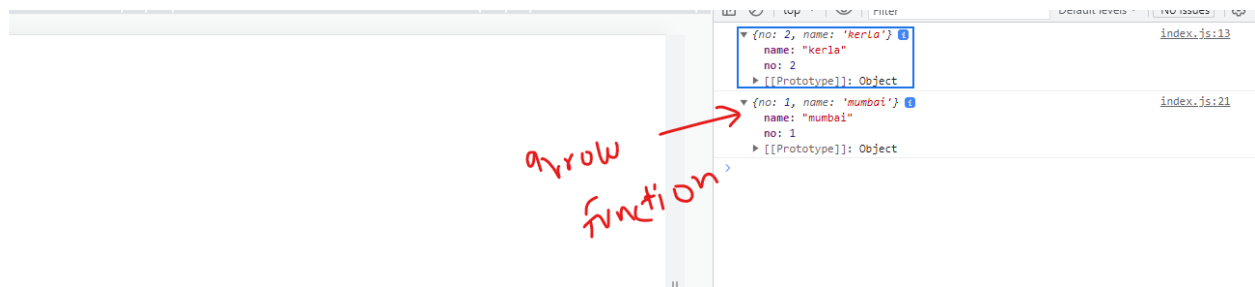 top
Filter
Default levels
No Issues
▼ {no: 2, name: 'kerla'} i index.js:13
name: "kerla"
no: 2
▶ [[Prototype]]: Object
▼ {no: 1, name: 'mumbai'} i index.js:21
name: "mumbai"
no: 1
▶ [[Prototype]]: Object
>
arrow
function